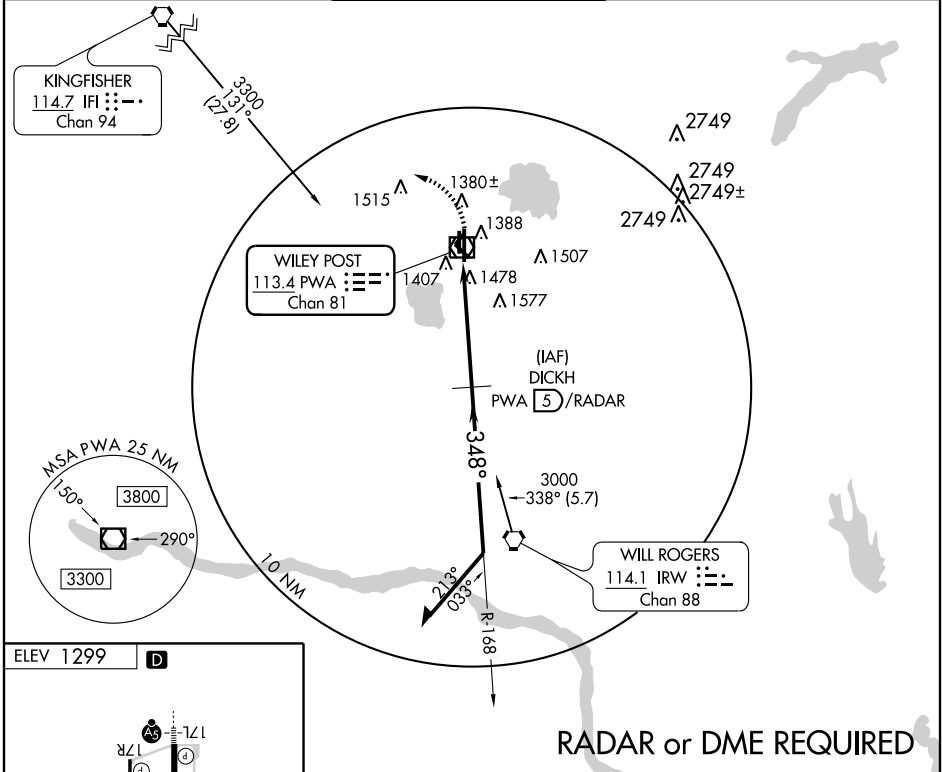 KINGFISHER
114.7 IFI
Chan 94
3300
131°
(27.8)
2749
2749
2749±
2749
1515
1380±
1388
1507
1407
1478
1577
WILEY POST
113.4 PWA
Chan 81
(IAF)
DICKH
PWA 5 /RADAR
348°
3000
338° (5.7)
MSA PWA 25 NM
150°
3800
290°
3300
10 NM
213°
033°
R-168
WILL ROGERS
114.1 IRW
Chan 88
ELEV 1299 D
A5
17L
17R
P
P
RADAR or DME REQUIRED